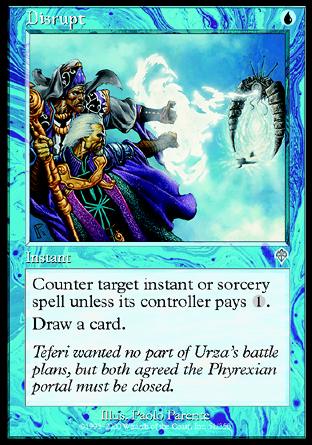 Disrupt
Instant
Counter target instant or sorcery
spell unless its controller pays 1.
Draw a card.
Teferi wanted no part of Urza's battle
plans, but both agreed the Phyrexian
portal must be closed.
Illus. Paolo Parente